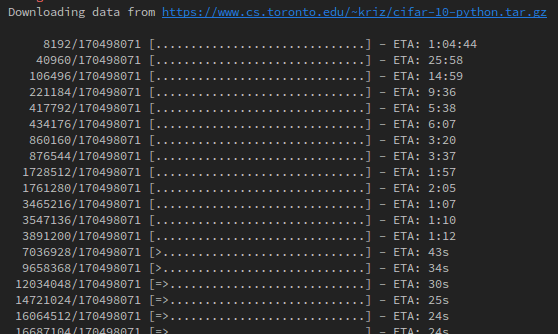 Downloading data from https://www.cs.toronto.edu/~kriz/cifar-10-python.tar.gz
8192/170498071 [..............................] - ETA: 1:04:44
40960/170498071 [..............................] - ETA: 25:58
106496/170498071 [..............................] - ETA: 14:59
221184/170498071 [..............................] - ETA: 9:36
417792/170498071 [..............................] - ETA: 5:38
434176/170498071 [..............................] - ETA: 6:07
860160/170498071 [..............................] - ETA: 3:20
876544/170498071 [..............................] - ETA: 3:37
1728512/170498071 [..............................] - ETA: 1:57
1761280/170498071 [..............................] - ETA: 2:05
3465216/170498071 [..............................] - ETA: 1:07
3547136/170498071 [..............................] - ETA: 1:10
3891200/170498071 [..............................] - ETA: 1:12
7036928/170498071 [>.............................] - ETA: 43s
9658368/170498071 [>.............................] - ETA: 34s
12034048/170498071 [=>............................] - ETA: 30s
14721024/170498071 [=>............................] - ETA: 25s
16064512/170498071 [=>............................] - ETA: 24s
16687104/170498071 [=>............................] - ETA: 24s